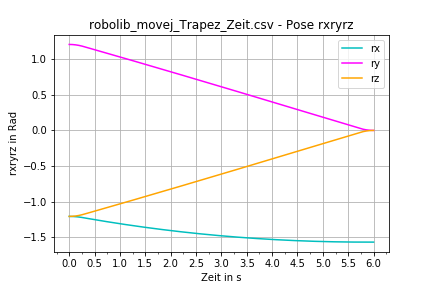 robolib_movej_Trapez_Zeit.csv - Pose rxryrz
rx
ry
rz
1.0
0.5
0.0
−0.5
−1.0
−1.5
rxryrz in Rad
0.0 0.5 1.0 1.5 2.0 2.5 3.0 3.5 4.0 4.5 5.0 5.5 6.0
Zeit in s